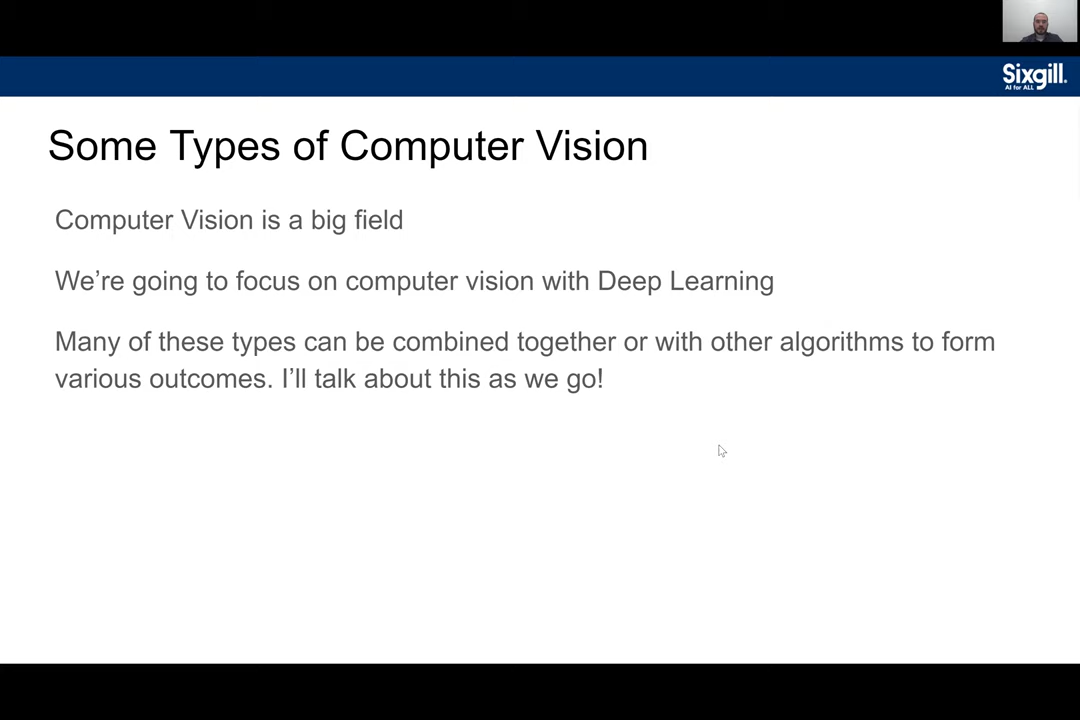 Sixgill.
AI for ALL
Some Types of Computer Vision
Computer Vision is a big field
We’re going to focus on computer vision with Deep Learning
Many of these types can be combined together or with other algorithms to form
various outcomes. I’ll talk about this as we go!